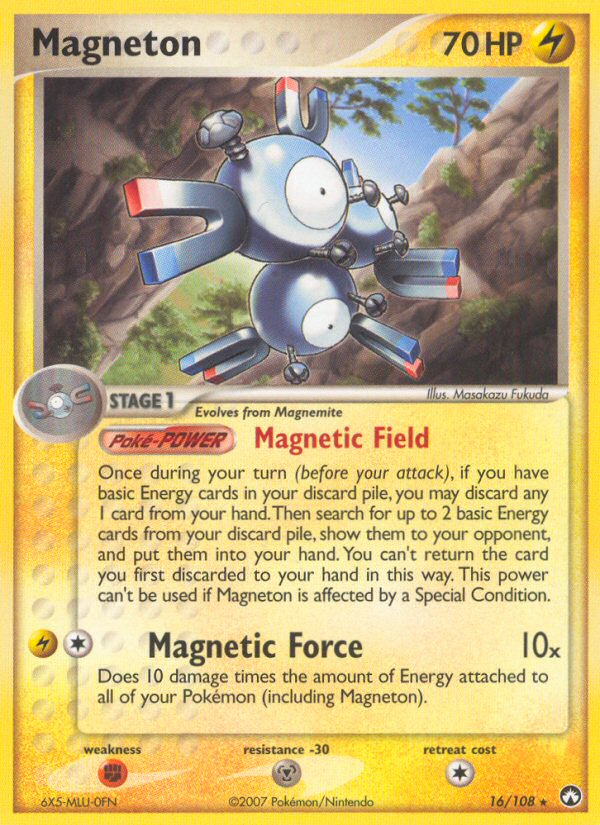 Magneton 70 HP
Illus. Masakazu Fukuda
STAGE 1
Evolves from Magnemite
Poké-POWER Magnetic Field
Once during your turn (before your attack), if you have
basic Energy cards in your discard pile, you may discard any
1 card from your hand. Then search for up to 2 basic Energy
cards from your discard pile, show them to your opponent,
and put them into your hand. You can't return the card
you first discarded to your hand in this way. This power
can't be used if Magneton is affected by a Special Condition.
Magnetic Force 10x
Does 10 damage times the amount of Energy attached to
all of your Pokémon (including Magneton).
weakness resistance -30 retreat cost
6X5-MLU-0FN ©2007 Pokémon/Nintendo 16/108 ★